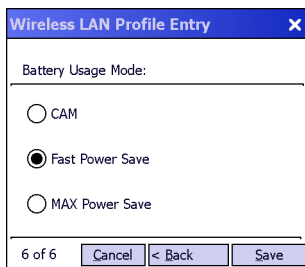 Wireless LAN Profile Entry
Battery Usage Mode:
CAM
Fast Power Save
MAX Power Save
6 of 6 Cancel < Back Save